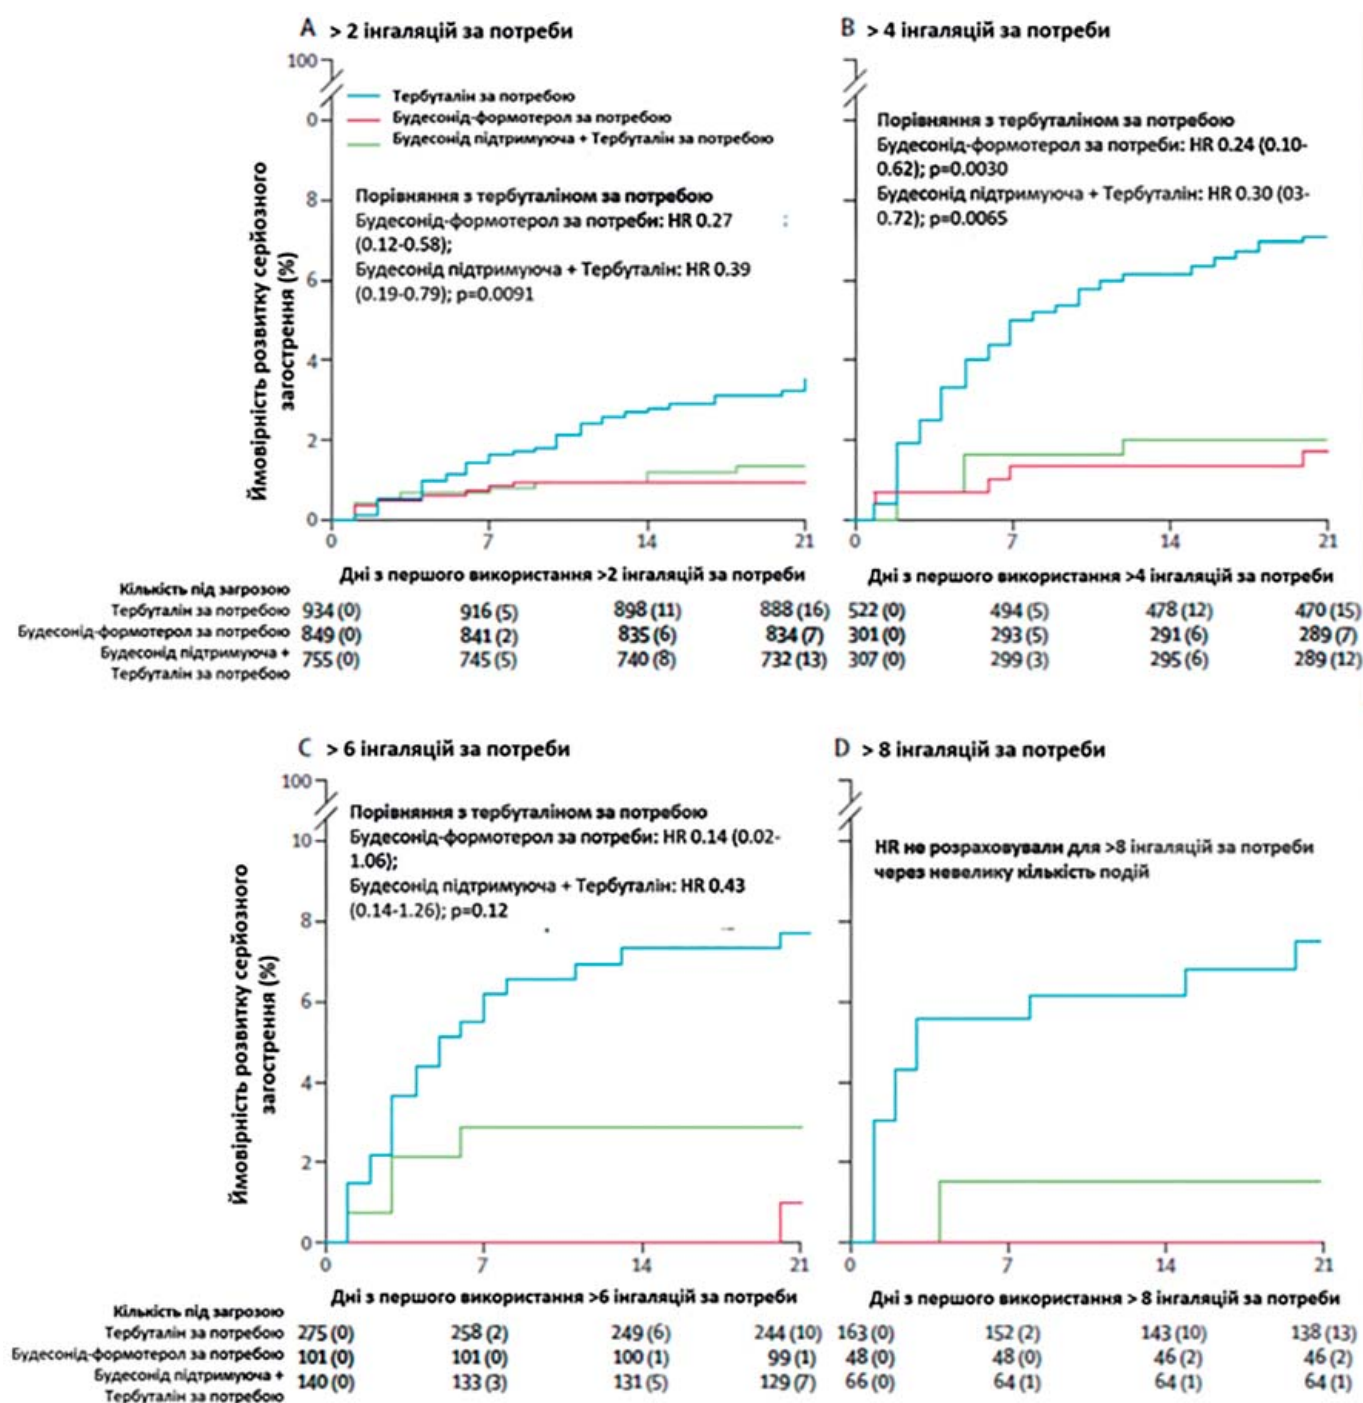 A > 2 інгаляцій за потреби
100
0
8
6
4
2
0
0 7 14 21
Тербуталін за потребою
Будесонід-формотерол за потребою
Будесонід підтримуюча + Тербуталін за потребою
Порівняння з тербуталіном за потребою
Будесонід-формотерол за потреби: HR 0.27
(0.12-0.58);
Будесонід підтримуюча + Тербуталін: HR 0.39
(0.19-0.79); p=0.0091
Ймовірність розвитку серйозного
загострення (%)
Дні з першого використання >2 інгаляцій за потреби
B > 4 інгаляцій за потреби
Порівняння з тербуталіном за потребою
Будесонід-формотерол за потреби: HR 0.24 (0.10-
0.62); p=0.0030
Будесонід підтримуюча + Тербуталін: HR 0.30 (03-
0.72); p=0.0065
0 7 14 21
Дні з першого використання >4 інгаляцій за потреби
Кількість під загрозою
Тербуталін за потребою 934 (0) 916 (5) 898 (11) 888 (16) 522 (0) 494 (5) 478 (12) 470 (15)
Будесонід-формотерол за потребою 849 (0) 841 (2) 835 (6) 834 (7) 301 (0) 293 (5) 291 (6) 289 (7)
Будесонід підтримуюча + 755 (0) 745 (5) 740 (8) 732 (13) 307 (0) 299 (3) 295 (6) 289 (12)
Тербуталін за потребою
C > 6 інгаляцій за потреби
100
10
8
6
4
2
0
0 7 14 21
Порівняння з тербуталіном за потребою
Будесонід-формотерол за потреби: HR 0.14 (0.02-
1.06);
Будесонід підтримуюча + Тербуталін: HR 0.43
(0.14-1.26); p=0.12
Ймовірність розвитку серйозного
загострення (%)
Дні з першого використання >6 інгаляцій за потреби
D > 8 інгаляцій за потреби
HR не розраховували для >8 інгаляцій за потреби
через невелику кількість подій
0 7 14 21
Дні з першого використання > 8 інгаляцій за потреби
Кількість під загрозою
Тербуталін за потребою 275 (0) 258 (2) 249 (6) 244 (10) 163 (0) 152 (2) 143 (10) 138 (13)
Будесонід-формотерол за потребою 101 (0) 101 (0) 100 (1) 99 (1) 48 (0) 48 (0) 46 (2) 46 (2)
Будесонід підтримуюча + 140 (0) 133 (3) 131 (5) 129 (7) 66 (0) 64 (1) 64 (1) 64 (1)
Тербуталін за потребою